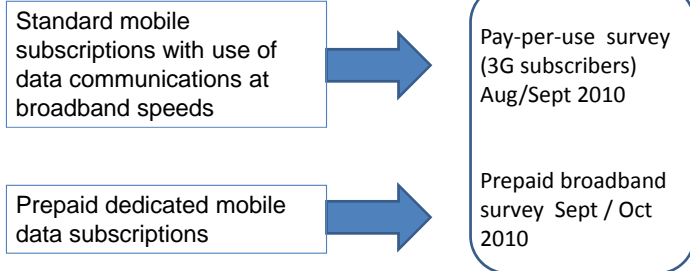 Standard mobile
subscriptions with use of
data communications at
broadband speeds
Pay-per-use survey
(3G subscribers)
Aug/Sept 2010
Prepaid dedicated mobile
data subscriptions
Prepaid broadband
survey Sept / Oct
2010